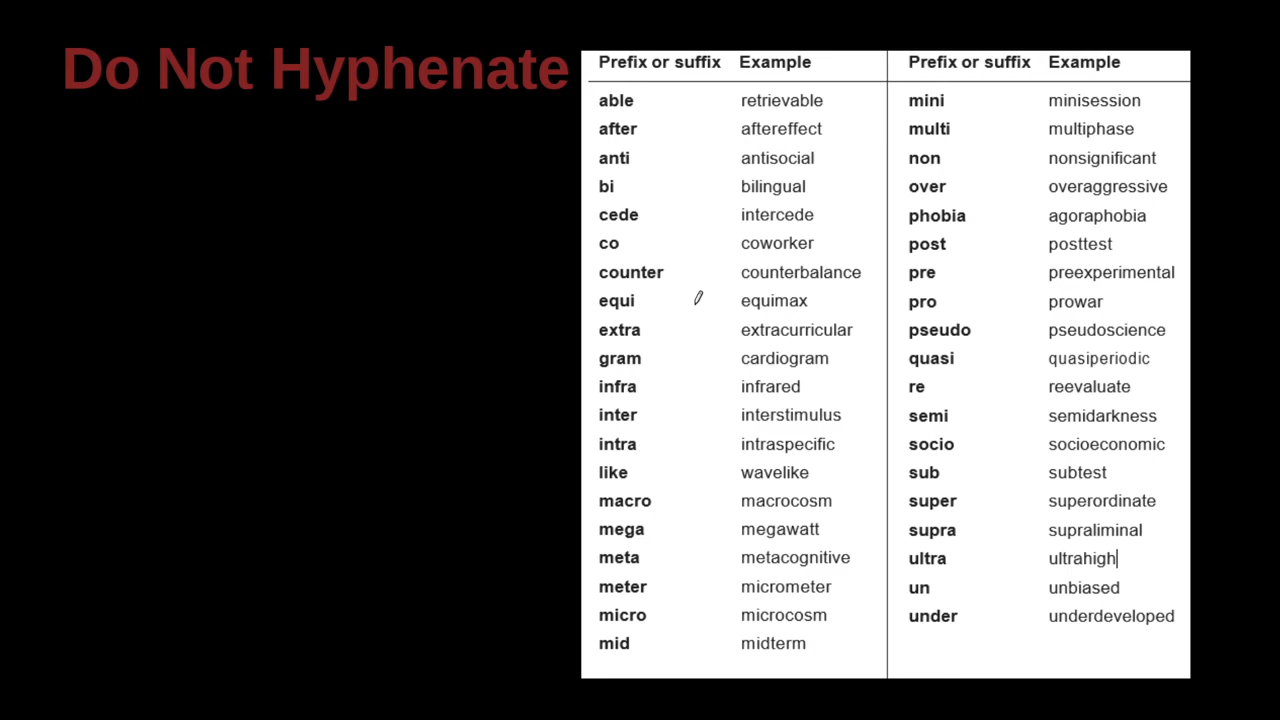 Do Not Hyphenate
Prefix or suffix Example Prefix or suffix Example
able retrievable mini minisession
after aftereffect multi multiphase
anti antisocial non nonsignificant
bi bilingual over overaggressive
cede intercede phobia agoraphobia
co coworker post posttest
counter counterbalance pre preexperimental
equi equimax pro prowar
extra extracurricular pseudo pseudoscience
gram cardiogram quasi quasiperiodic
infra infrared re reevaluate
inter interstimulus semi semidarkness
intra intraspecific socio socioeconomic
like wavelike sub subtest
macro macrocosm super superordinate
mega megawatt supra supraliminal
meta metacognitive ultra ultrahigh
meter micrometer un unbiased
micro microcosm under underdeveloped
mid midterm